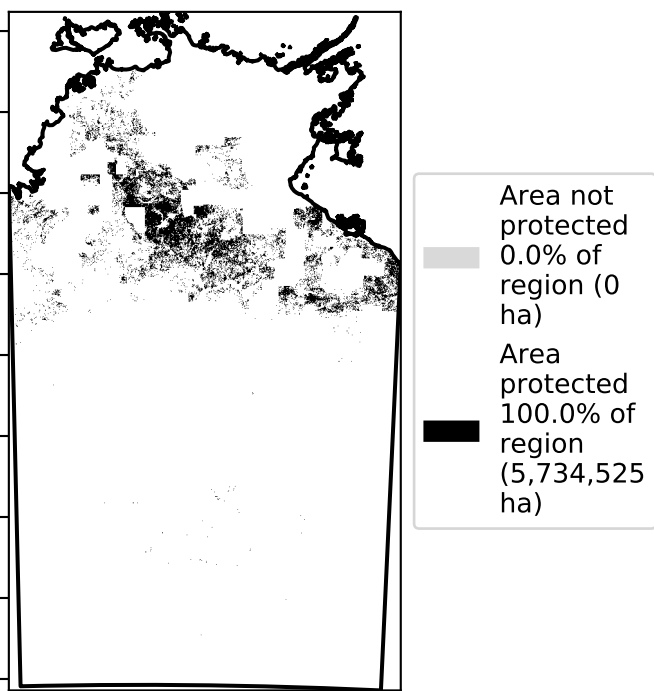 Area not
protected
0.0% of
region (0
ha)
Area
protected
100.0% of
region
(5,734,525
ha)